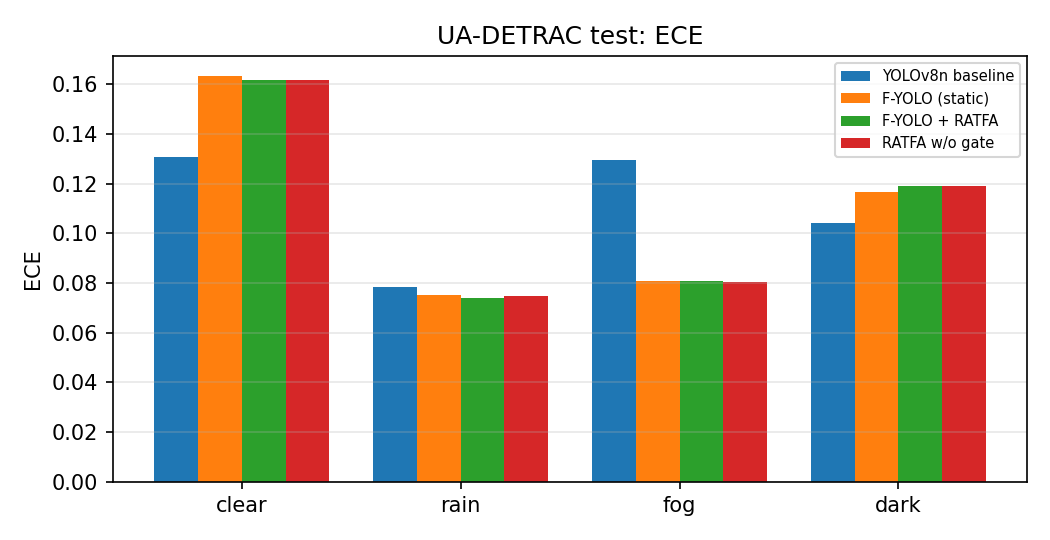 UA-DETRAC test: ECE
YOLOv8n baseline
F-YOLO (static)
F-YOLO + RATFA
RATFA w/o gate
ECE
0.16
0.14
0.12
0.10
0.08
0.06
0.04
0.02
0.00
clear
rain
fog
dark